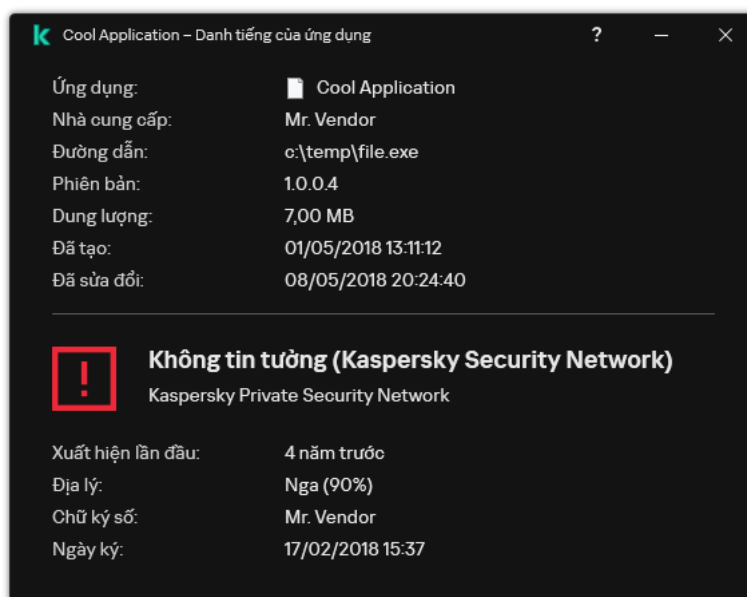 Cool Application – Danh tiếng của ứng dụng ?
Ứng dụng: Cool Application
Nhà cung cấp: Mr. Vendor
Đường dẫn: c:\temp\file.exe
Phiên bản: 1.0.0.4
Dung lượng: 7,00 MB
Đã tạo: 01/05/2018 13:11:12
Đã sửa đổi: 08/05/2018 20:24:40
Không tin tưởng (Kaspersky Security Network)
Kaspersky Private Security Network
Xuất hiện lần đầu: 4 năm trước
Địa lý: Nga (90%)
Chữ ký số: Mr. Vendor
Ngày ký: 17/02/2018 15:37